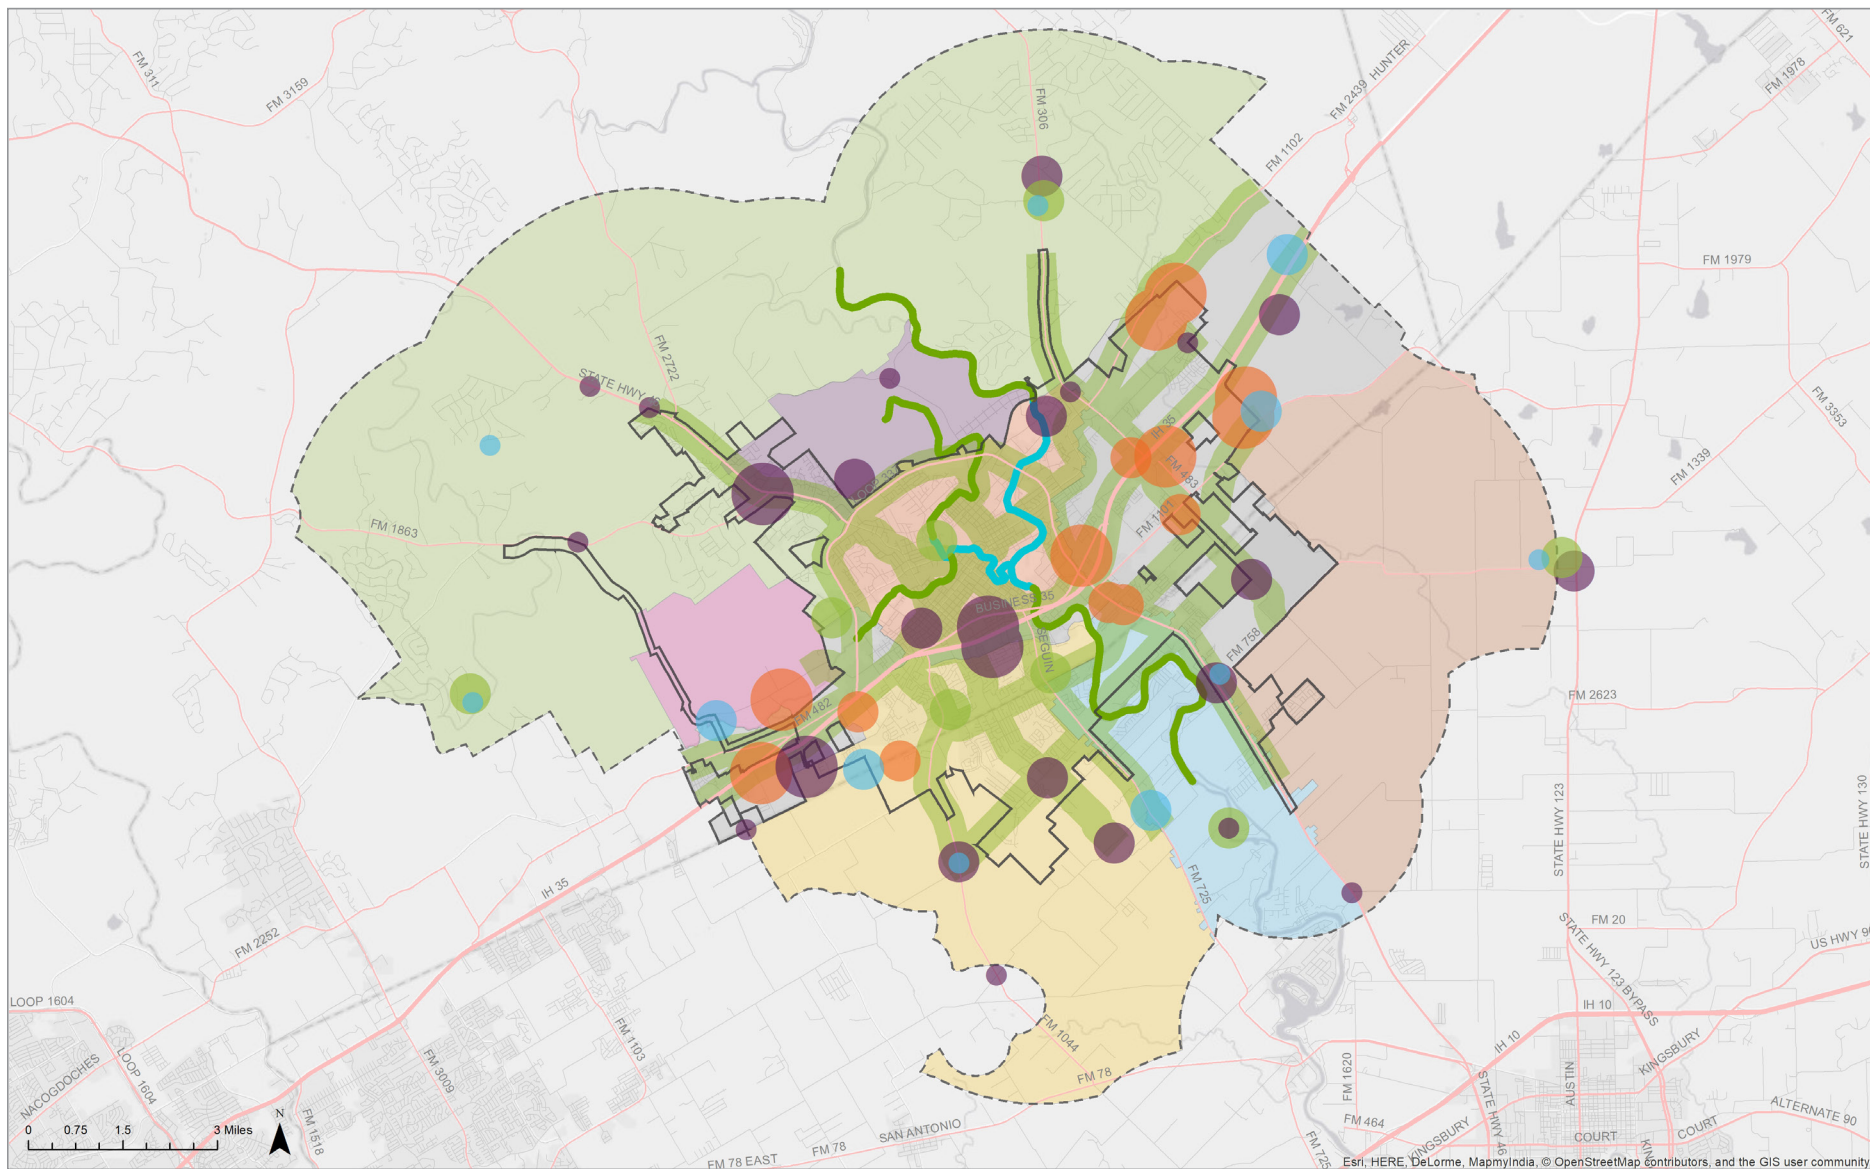 FM 311
FM 3159
FM 306
FM 2439
HUNTER
FM 621
FM 1978
FM 1102
FM 1979
FM 2722
STATE HWY 46
FM 3353
FM 1339
LOOP 337
IH 35
FM 483
FM 1101
FM 1863
BUSINESS 35
SEGUIN
FM 758
FM 2623
FM 482
STATE HWY 123
STATE HWY 130
FM 725
IH 35
FM 2252
FM 20
STATE HWY 123 BYPASS
US HWY 90
LOOP 1604
IH 10
FM 1044
FM 1103
IH 10
KINGSBURY
NACOGDOCHES
LOOP 1604
FM 3009
FM 78
FM 1620
STATE HWY 46
AUSTIN
FM 1518
FM 464
KINGSBURY
COURT
COURT
ALTERNATE 90
SAN ANTONIO
FM 78
FM 78 EAST
FM 725
0 0.75 1.5 3 Miles
N
Esri, HERE, DeLorme, MapmyIndia, © OpenStreetMap contributors, and the GIS user community